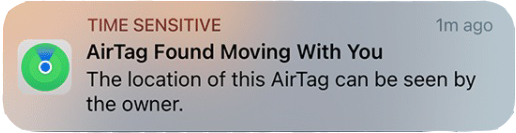 TIME SENSITIVE 1m ago
AirTag Found Moving With You
The location of this AirTag can be seen by
the owner.